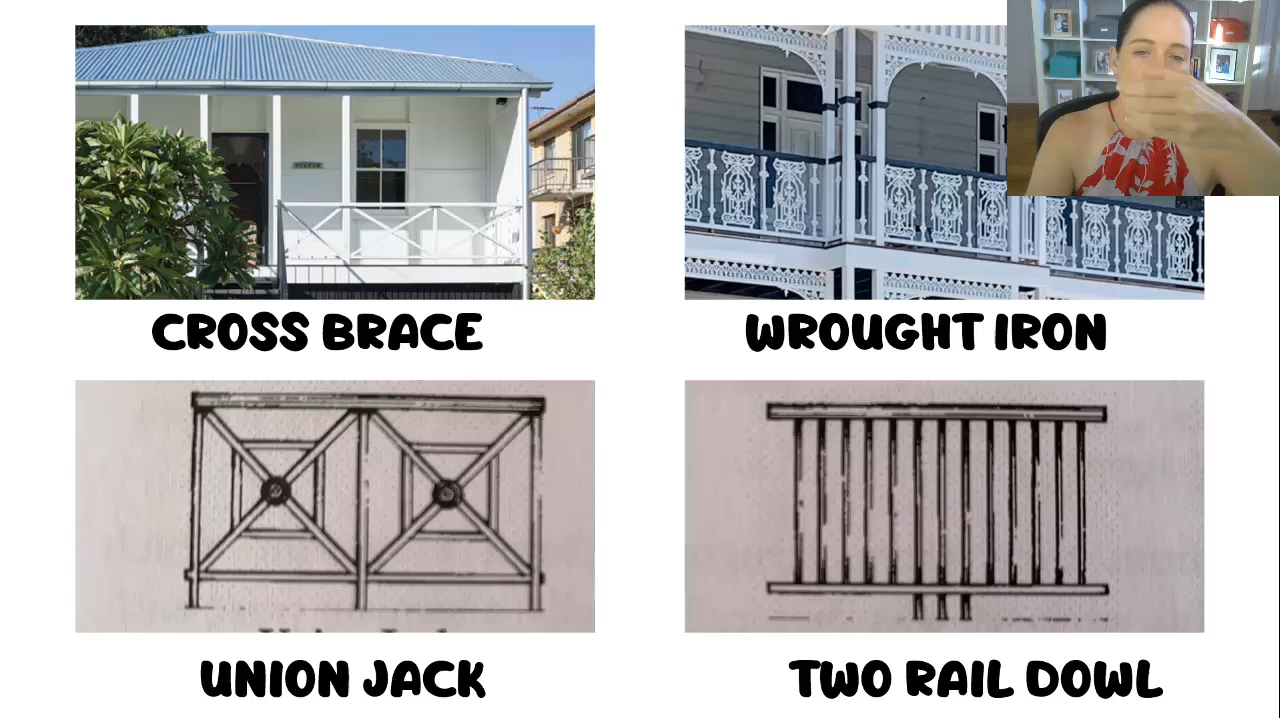 CROSS BRACE
WROUGHT IRON
UNION JACK
TWO RAIL DOWL